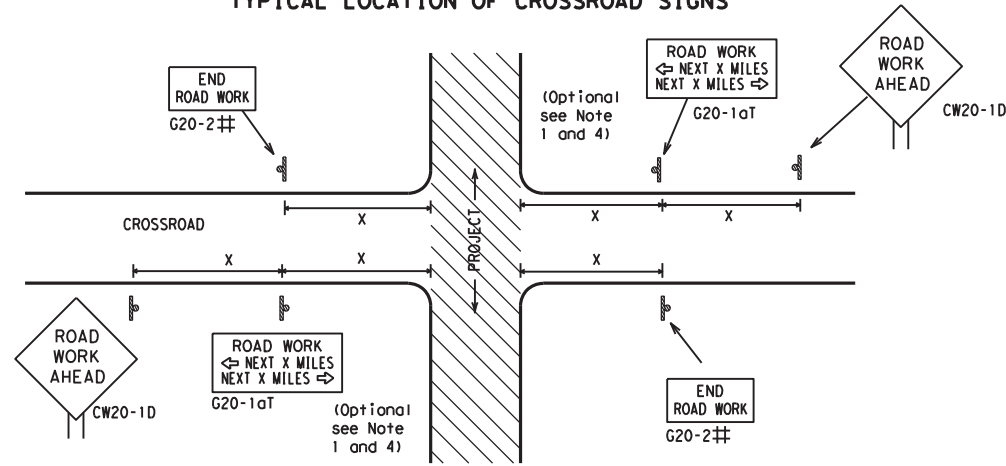 TYPICAL LOCATION OF CROSSROAD SIGNS
END
ROAD WORK
G20-2#
ROAD WORK
⇦ NEXT X MILES
NEXT X MILES ⇨
G20-1aT
(Optional
see Note
1 and 4)
ROAD
WORK
AHEAD
CW20-1D
X
X
X
CROSSROAD
PROJECT
X
X
X
ROAD
WORK
AHEAD
CW20-1D
ROAD WORK
⇦ NEXT X MILES
NEXT X MILES ⇨
G20-1aT
(Optional
see Note
1 and 4)
END
ROAD WORK
G20-2#